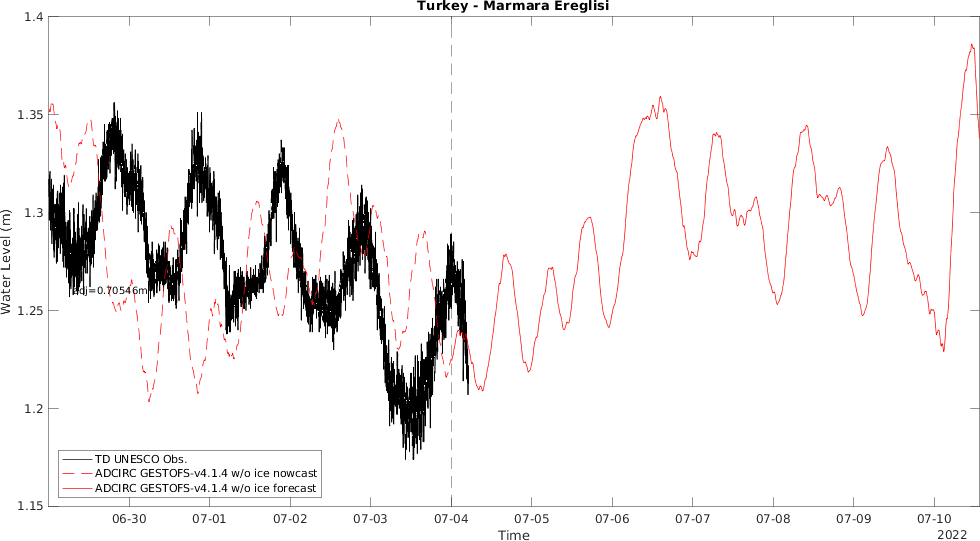 Turkey - Marmara Ereglisi
1.4
1.35
1.3
1.25
1.2
1.15
Water Level (m)
adj=0.70546m
TD UNESCO Obs.
ADCIRC GESTOFS-v4.1.4 w/o ice nowcast
ADCIRC GESTOFS-v4.1.4 w/o ice forecast
06-30 07-01 07-02 07-03 07-04 07-05 07-06 07-07 07-08 07-09 07-10
Time
2022